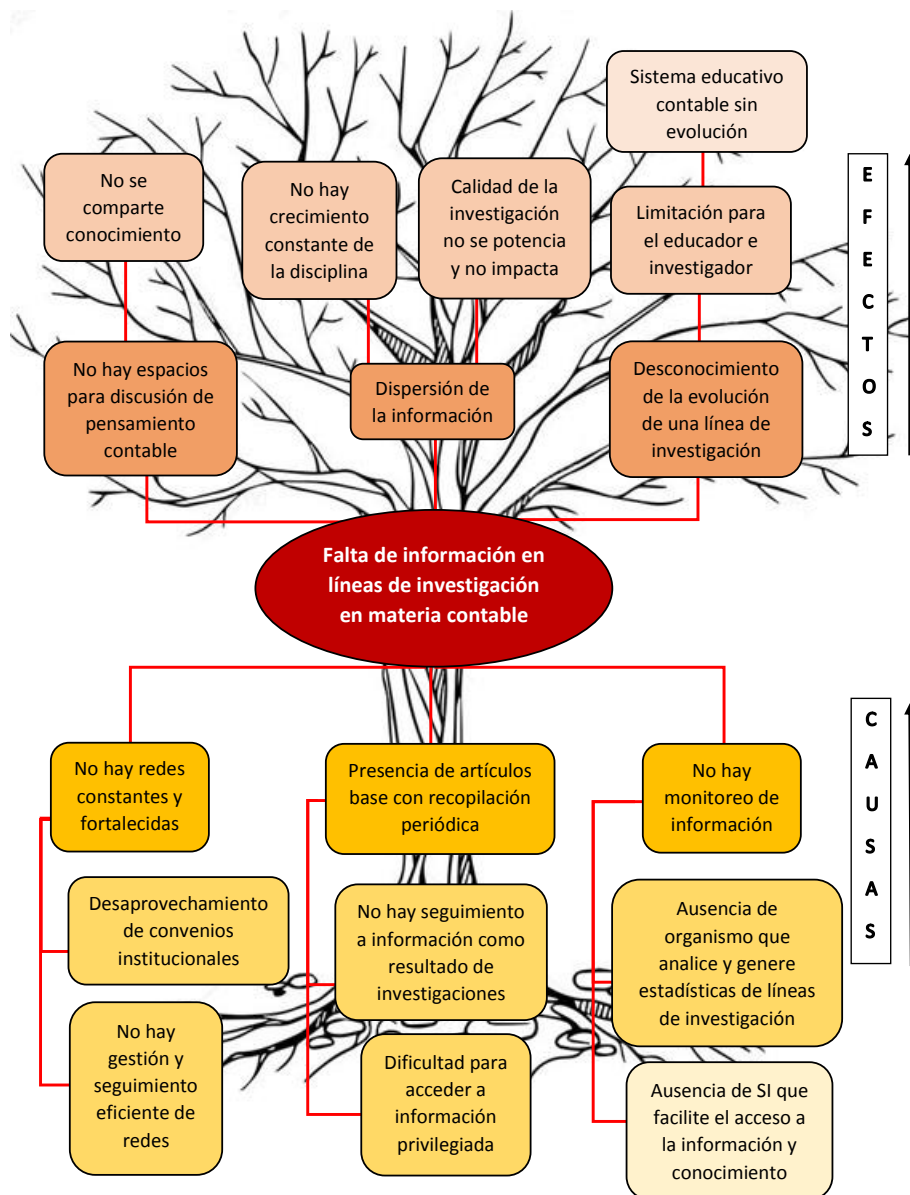 Sistema educativo
contable sin
evolución
No se
comparte
conocimiento
No hay
crecimiento
constante de
la disciplina
Calidad de la
investigación
no se potencia
y no impacta
Limitación para
el educador e
investigador
No hay espacios
para discusión de
pensamiento
contable
Dispersión de
la información
Desconocimiento
de la evolución
de una línea de
investigación
E
F
E
C
T
O
S
Falta de información en
líneas de investigación
en materia contable
No hay redes
constantes y
fortalecidas
Presencia de artículos
base con recopilación
periódica
No hay
monitoreo de
información
Desaprovechamiento
de convenios
institucionales
No hay seguimiento
a información como
resultado de
investigaciones
Ausencia de
organismo que
analice y genere
estadísticas de líneas
de investigación
No hay
gestión y
seguimiento
eficiente de
redes
Dificultad para
acceder a
información
privilegiada
Ausencia de SI que
facilite el acceso a
la información y
conocimiento
C
A
U
S
A
S